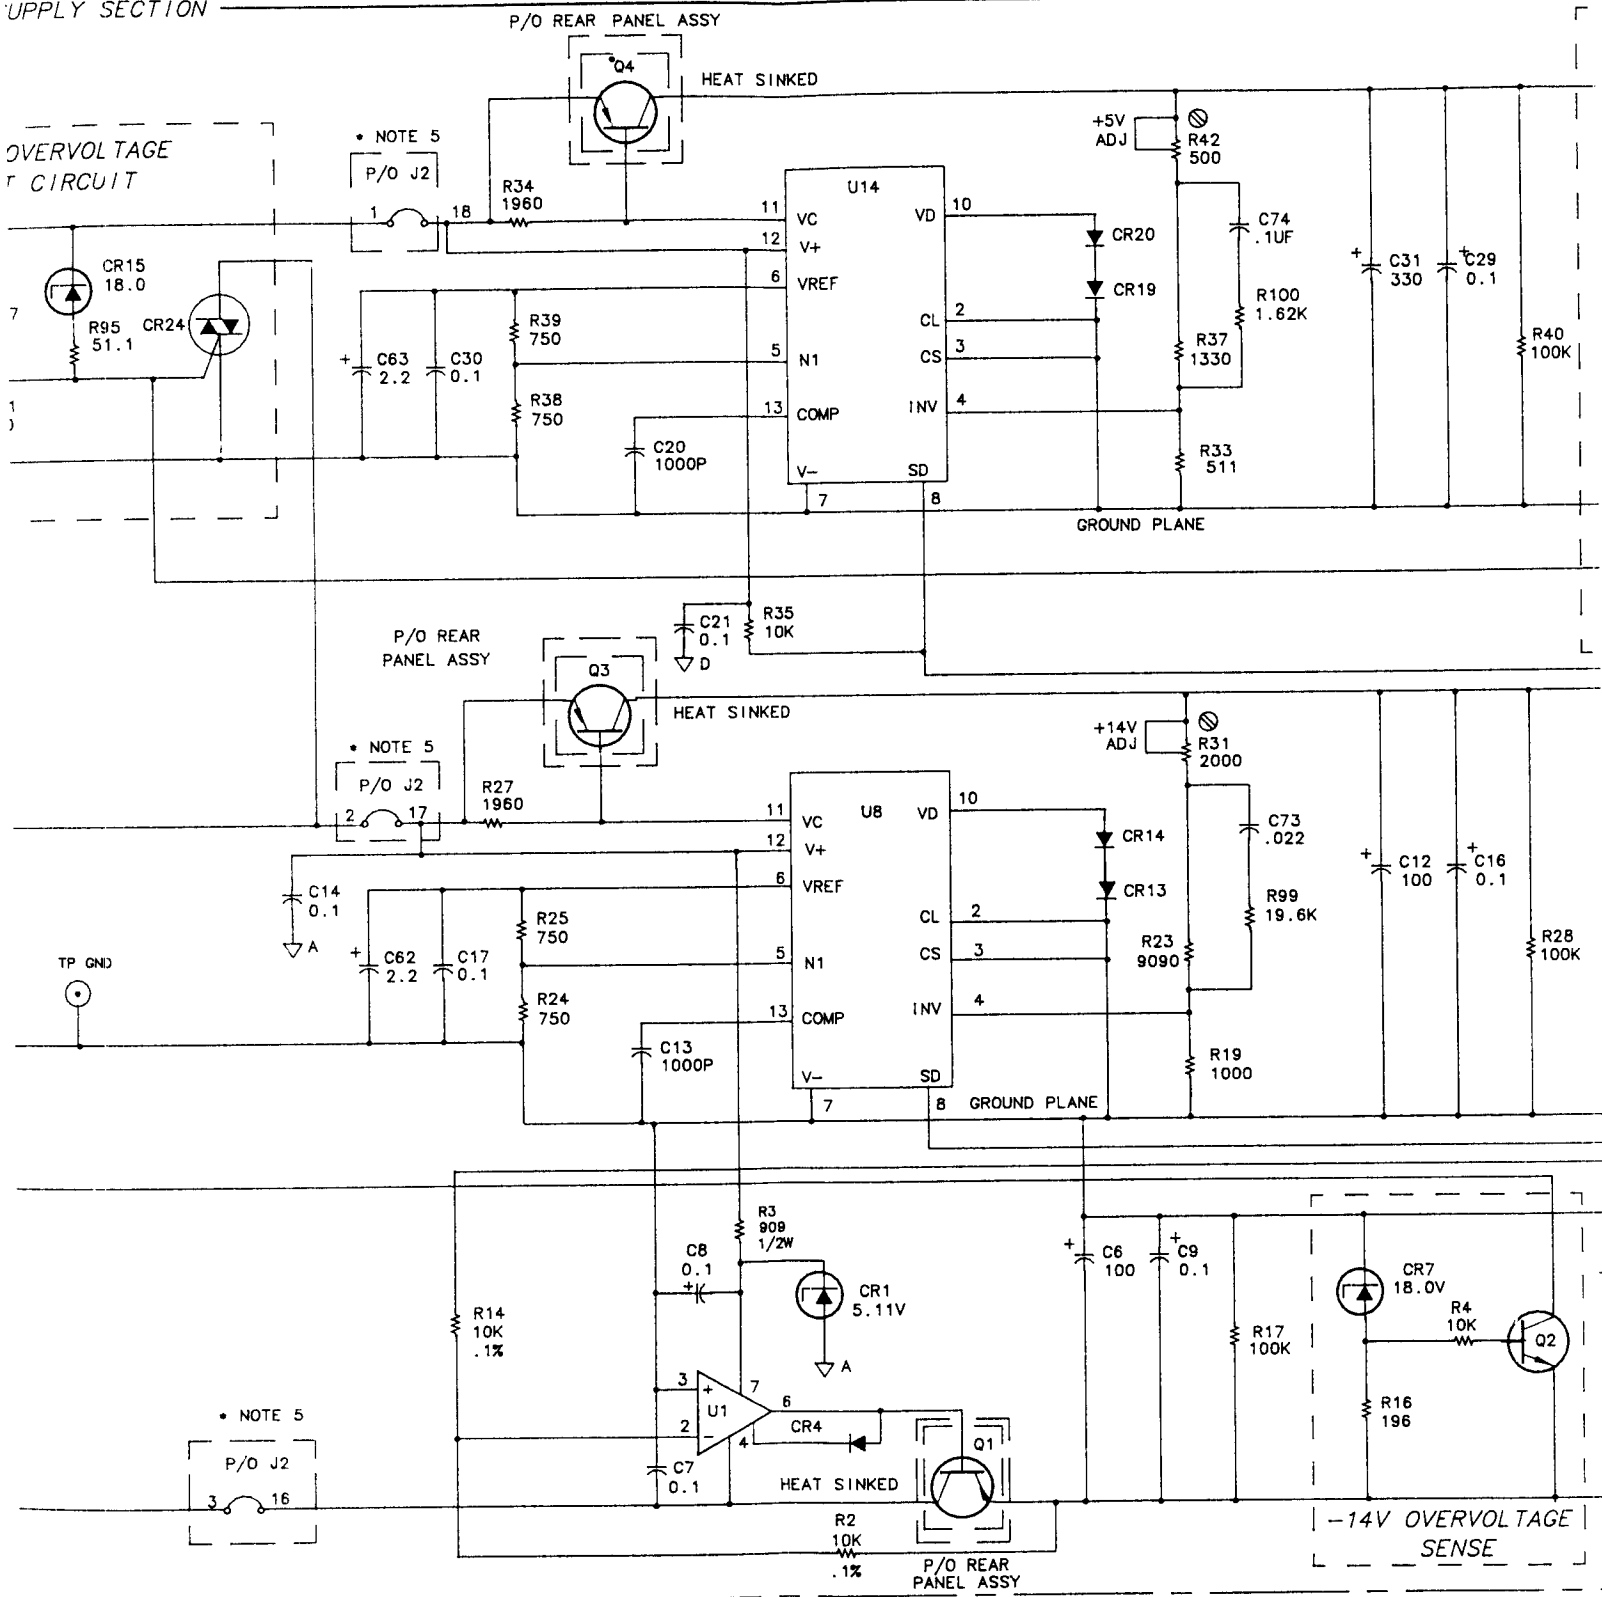 UPPLY SECTION
P/O REAR PANEL ASSY
*Q4
HEAT SINKED
OVERVOLTAGE
T CIRCUIT
* NOTE 5
P/O J2
1
18
R34
1960
11
12
6
5
13
7
VC
V+
VREF
N1
COMP
V-
U14
VD
CL
CS
INV
SD
10
2
3
4
8
CR20
CR19
+5V
ADJ
R42
500
C74
.1UF
R100
1.62K
R37
1330
R33
511
+
C31
330
+
C29
0.1
R40
100K
CR15
18.0
7
R95
51.1
CR24
+
C63
2.2
C30
0.1
R39
750
R38
750
C20
1000P
GROUND PLANE
C21
0.1
D
R35
10K
P/O REAR
PANEL ASSY
Q3
HEAT SINKED
* NOTE 5
P/O J2
2
17
R27
1960
11
12
6
5
13
7
VC
V+
VREF
N1
COMP
V-
U8
VD
CL
CS
INV
SD
10
2
3
4
8
CR14
CR13
+14V
ADJ
R31
2000
C73
.022
R99
19.6K
R23
9090
R19
1000
+
C12
100
+
C16
0.1
R28
100K
C14
0.1
A
TP GND
+
C62
2.2
C17
0.1
R25
750
R24
750
C13
1000P
GROUND PLANE
R3
909
1/2W
C8
0.1
+
CR1
5.11V
A
R14
10K
.1%
3
+
2
-
U1
7
6
4
CR4
C7
0.1
Q1
HEAT SINKED
P/O REAR
PANEL ASSY
R2
10K
.1%
* NOTE 5
P/O J2
3
16
+
C6
100
+
C9
0.1
R17
100K
CR7
18.0V
R4
10K
Q2
R16
196
-14V OVERVOLTAGE
SENSE